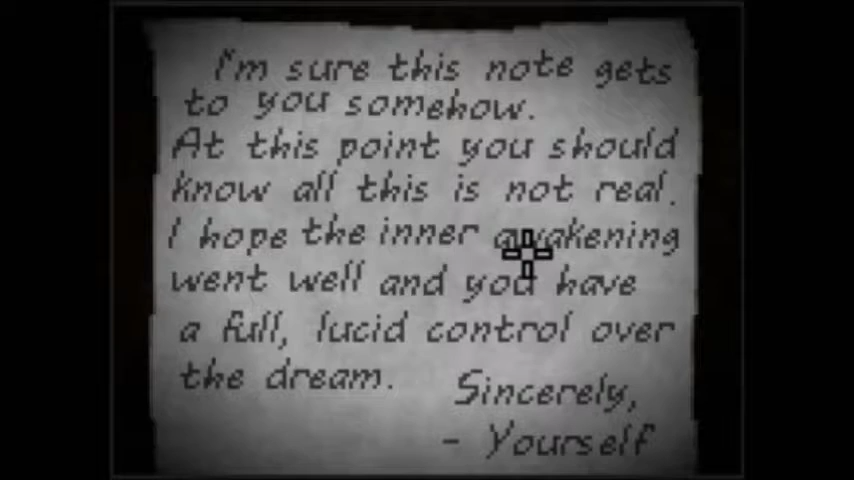 I'm sure this note gets
to you somehow.
At this point you should
know all this is not real.
I hope the inner awakening
went well and you have
a full, lucid control over
the dream.
Sincerely,
- Yourself